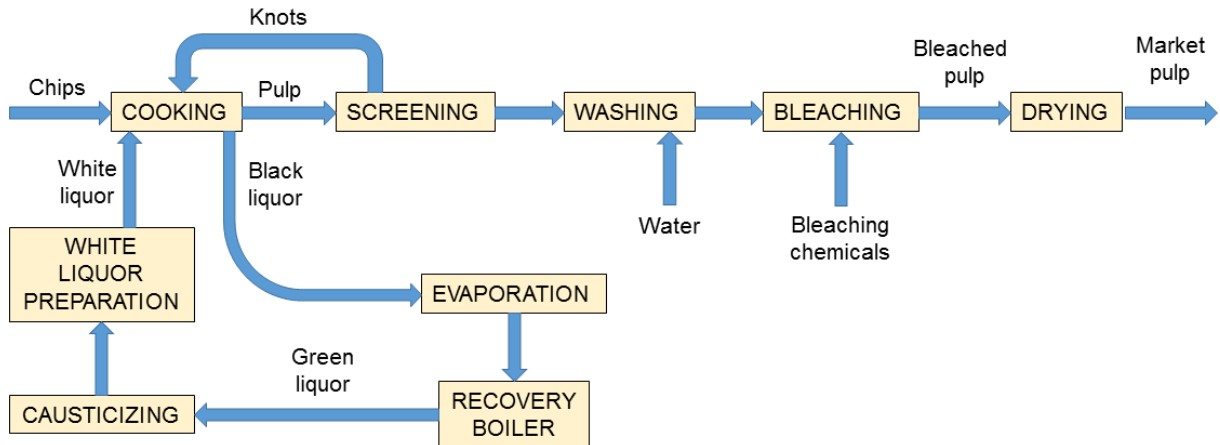 Knots
Chips
COOKING
Pulp
SCREENING
WASHING
BLEACHING
Bleached
pulp
DRYING
Market
pulp
White
liquor
Black
liquor
Water
Bleaching
chemicals
WHITE
LIQUOR
PREPARATION
EVAPORATION
Green
liquor
CAUSTICIZING
RECOVERY
BOILER